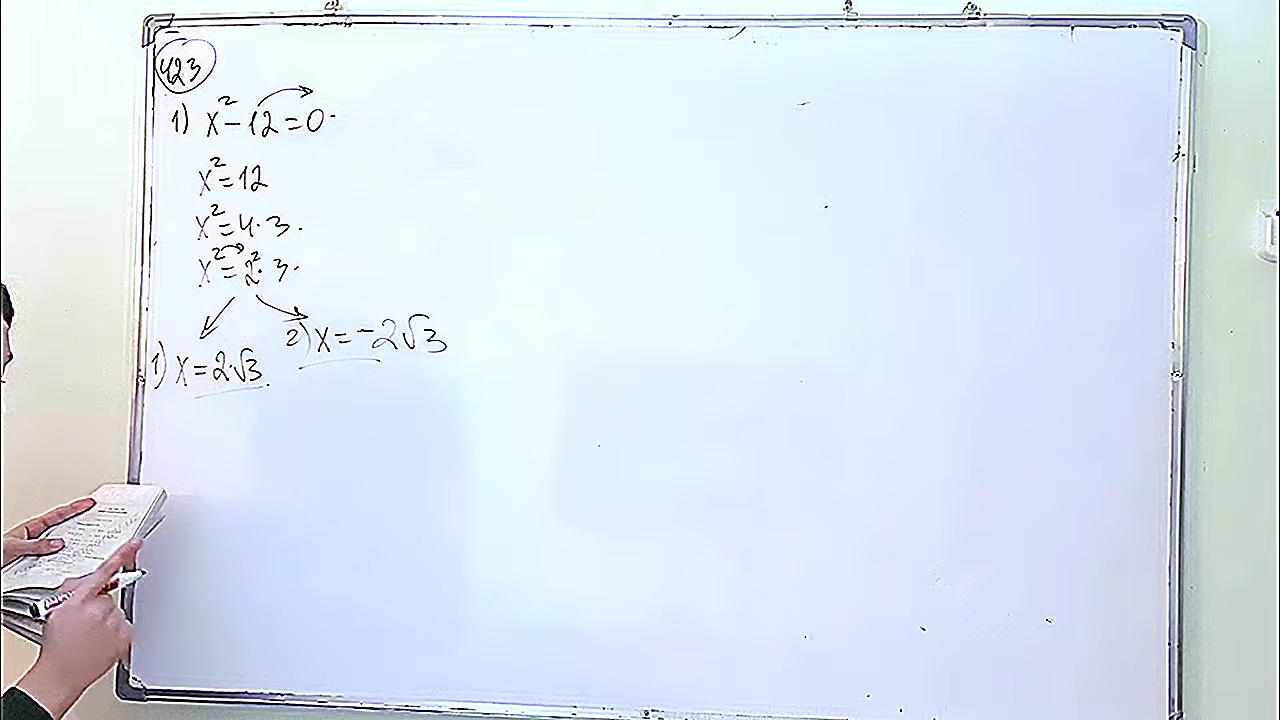 423
1) x² - 12 = 0
x² = 12
x² = 4·3.
x² = 2²·3.
1) x = 2·√3.
2) x = -2√3